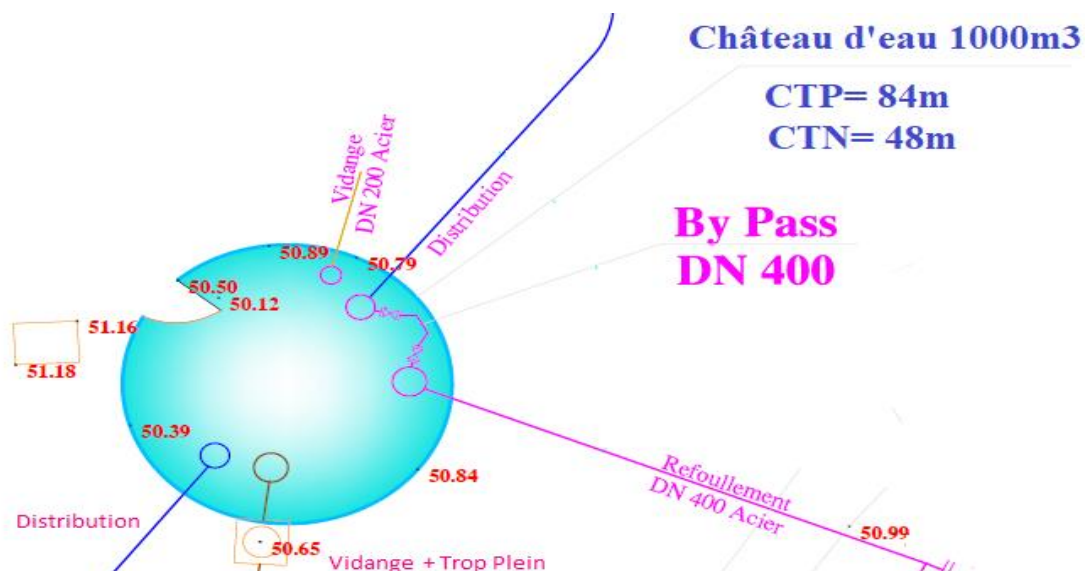 Château d'eau 1000m3
CTP= 84m
CTN= 48m
By Pass
DN 400
Vidange
DN 200 Acier
Distribution
50.89
50.79
50.50
50.12
51.16
51.18
50.39
50.84
Refoullement
DN 400 Acier
50.99
Distribution
50.65
Vidange + Trop Plein